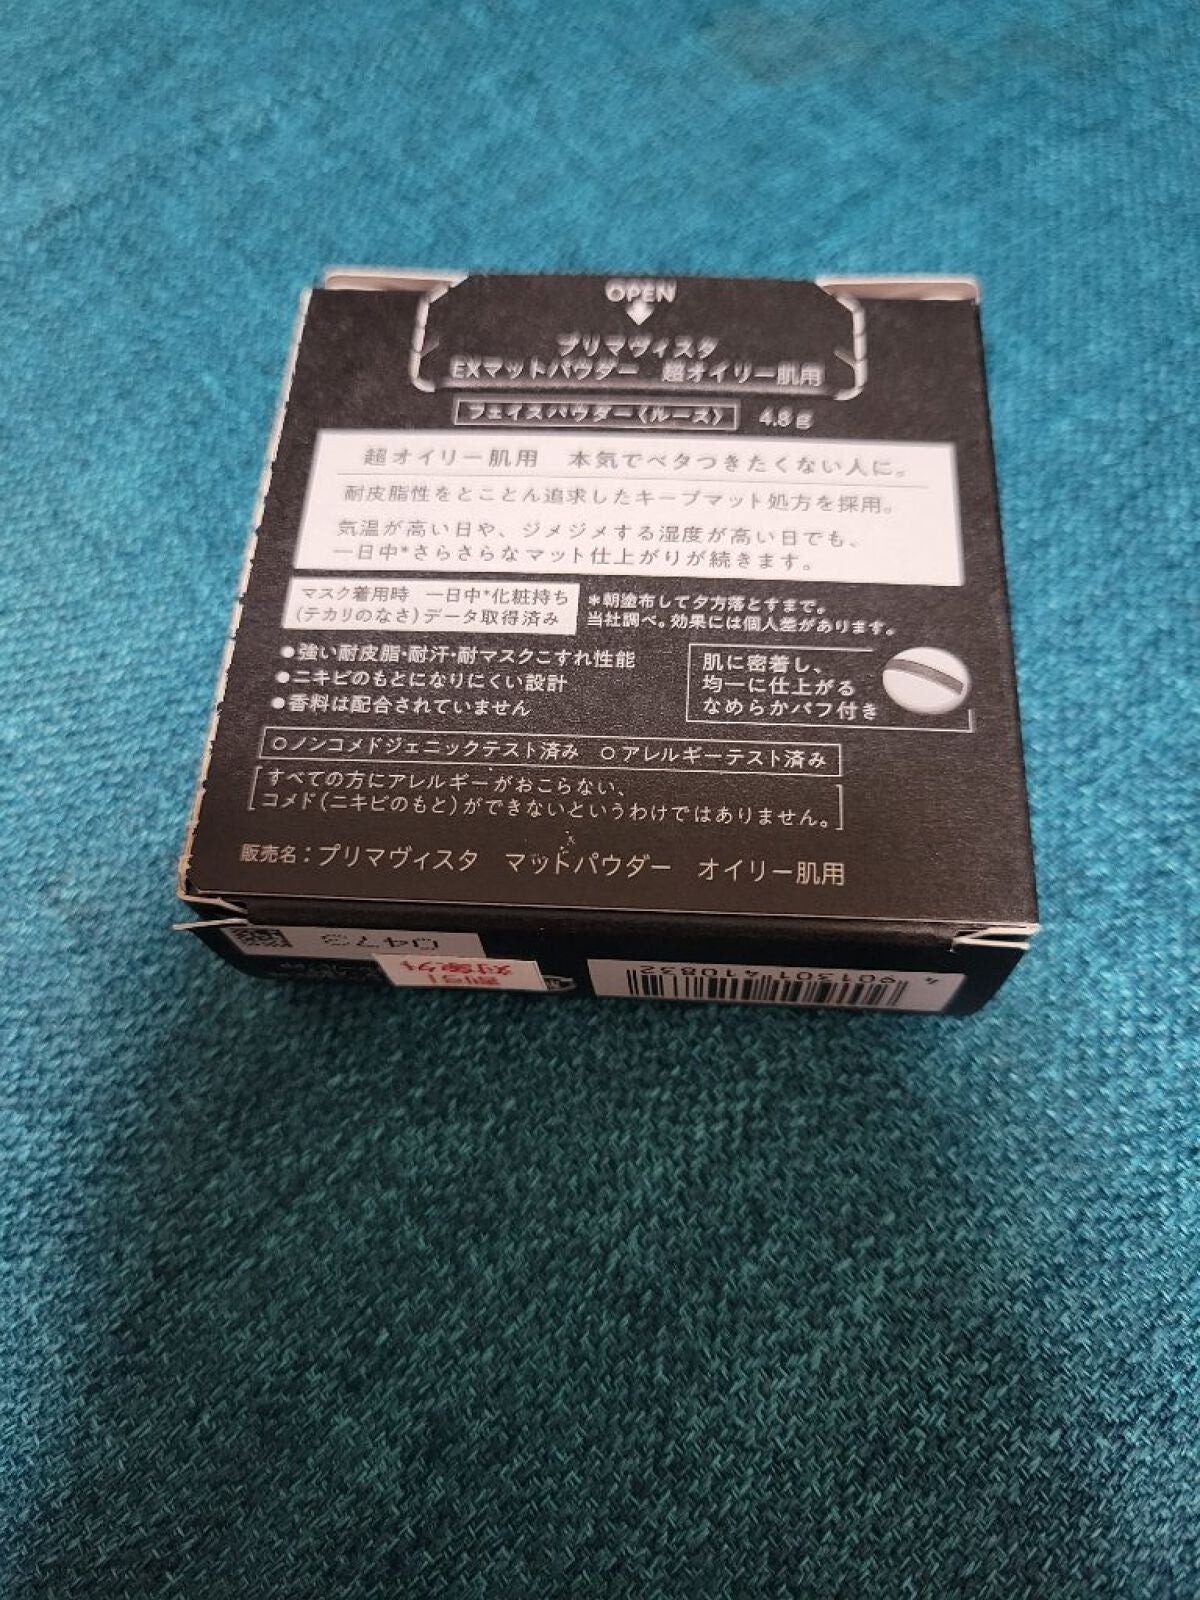 OPEN
プリマヴィスタ
EXマットパウダー 超オイリー肌用
フェイスパウダー〈ルース〉 4.8g
超オイリー肌用 本気でベタつきたくない人に。
耐皮脂性をとことん追求したキープマット処方を採用。
気温が高い日や、ジメジメする湿度が高い日でも、
一日中*さらさらなマット仕上がりが続きます。
マスク着用時 一日中*化粧持ち
(テカリのなさ)データ取得済み
*朝塗布して夕方落とすまで。
当社調べ。効果には個人差があります。
●強い耐皮脂・耐汗・耐マスクこすれ性能
●ニキビのもとになりにくい設計
●香料は配合されていません
肌に密着し、
均一に仕上がる
なめらかパフ付き
○ノンコメドジェニックテスト済み ○アレルギーテスト済み
すべての方にアレルギーがおこらない、
コメド(ニキビのもと)ができないというわけではありません。
販売名:プリマヴィスタ マットパウダー オイリー肌用
0473
割引
対象外
4 901301 410832